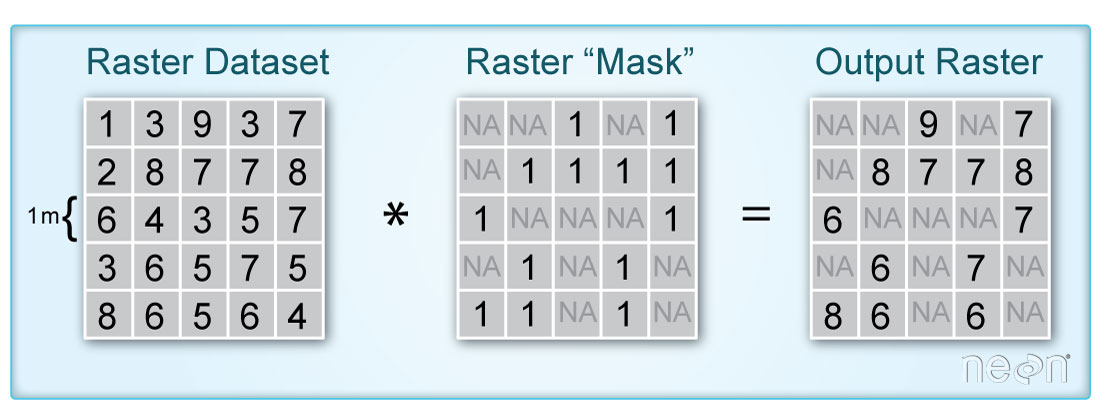 Raster Dataset
Raster “Mask”
Output Raster
1 3 9 3 7
2 8 7 7 8
6 4 3 5 7
3 6 5 7 5
8 6 5 6 4
1m{
*
NA NA 1 NA 1
NA 1 1 1 1
1 NA NA NA 1
NA 1 NA 1 NA
1 1 NA 1 NA
=
NA NA 9 NA 7
NA 8 7 7 8
6 NA NA NA 7
NA 6 NA 7 NA
8 6 NA 6 NA
neon®